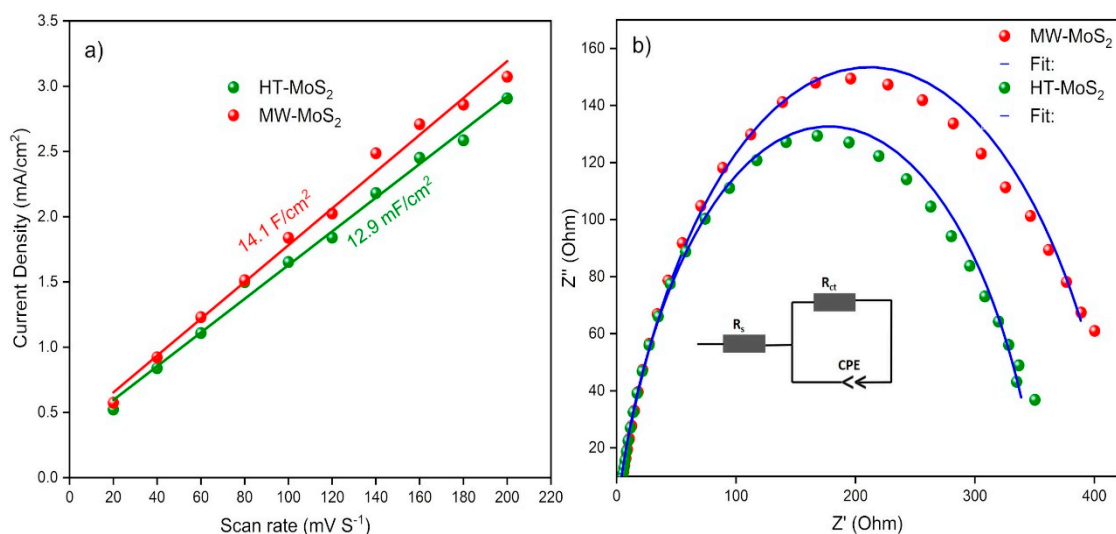 a)
HT-MoS₂
MW-MoS₂
14.1 F/cm²
12.9 mF/cm²
Current Density (mA/cm²)
3.5
3.0
2.5
2.0
1.5
1.0
0.5
0.0
0 20 40 60 80 100 120 140 160 180 200 220
Scan rate (mV S⁻¹)
b)
MW-MoS₂
Fit:
HT-MoS₂
Fit:
Z'' (Ohm)
160
140
120
100
80
60
40
20
Rₛ
R꜀ₜ
CPE
0 100 200 300 400
Z' (Ohm)